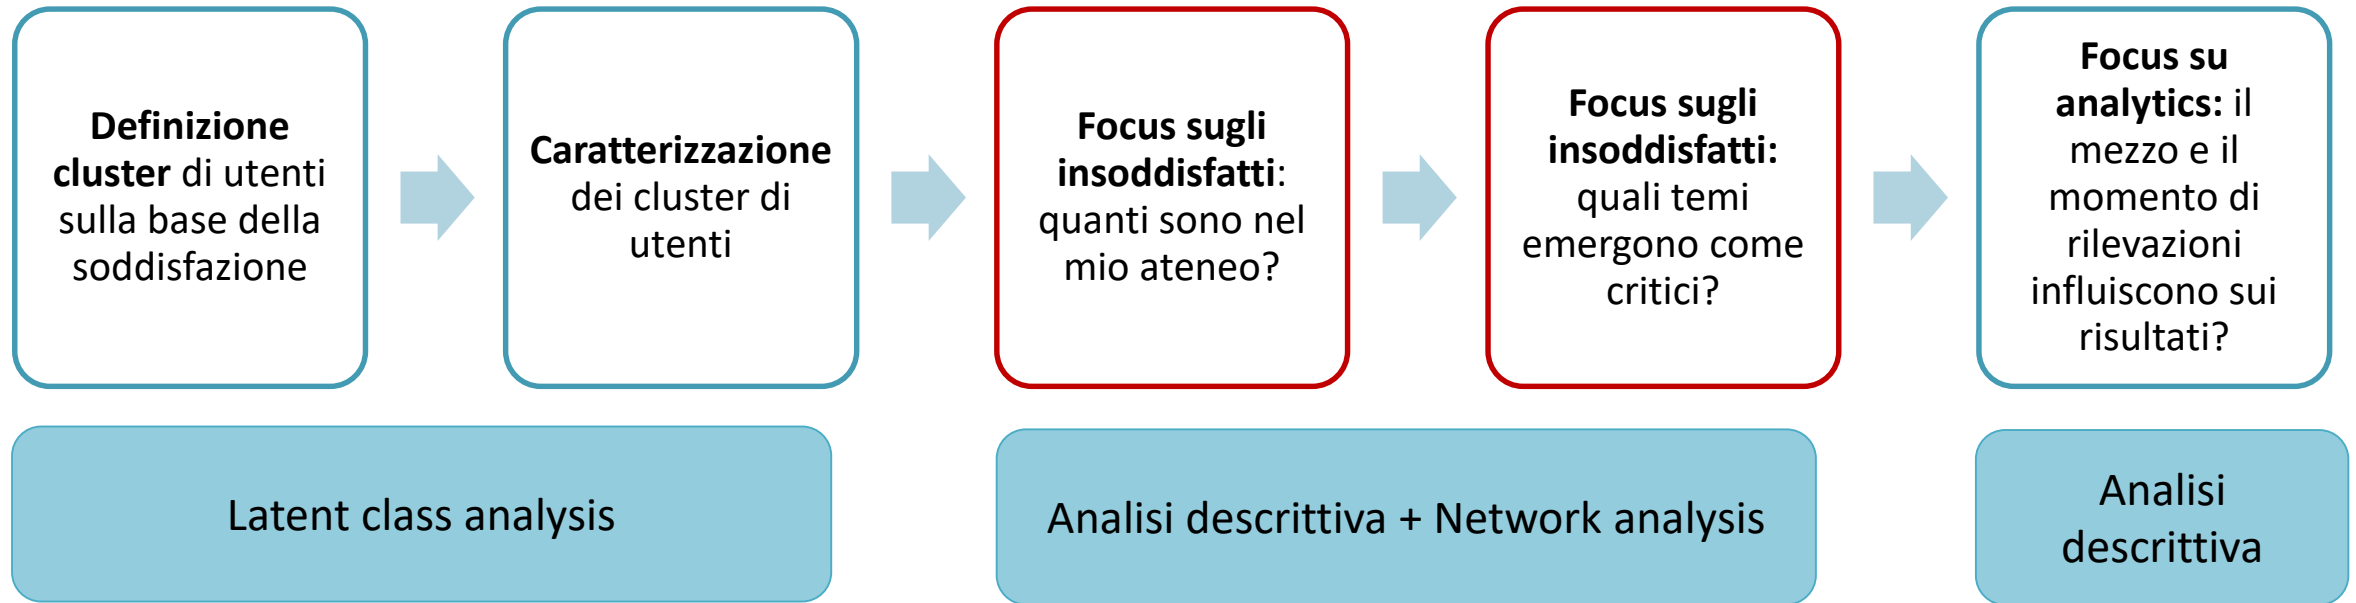 Definizione
cluster di utenti
sulla base della
soddisfazione
Caratterizzazione
dei cluster di
utenti
Focus sugli
insoddisfatti:
quanti sono nel
mio ateneo?
Focus sugli
insoddisfatti:
quali temi
emergono come
critici?
Focus su
analytics: il
mezzo e il
momento di
rilevazioni
influiscono sui
risultati?
Latent class analysis
Analisi descrittiva + Network analysis
Analisi
descrittiva